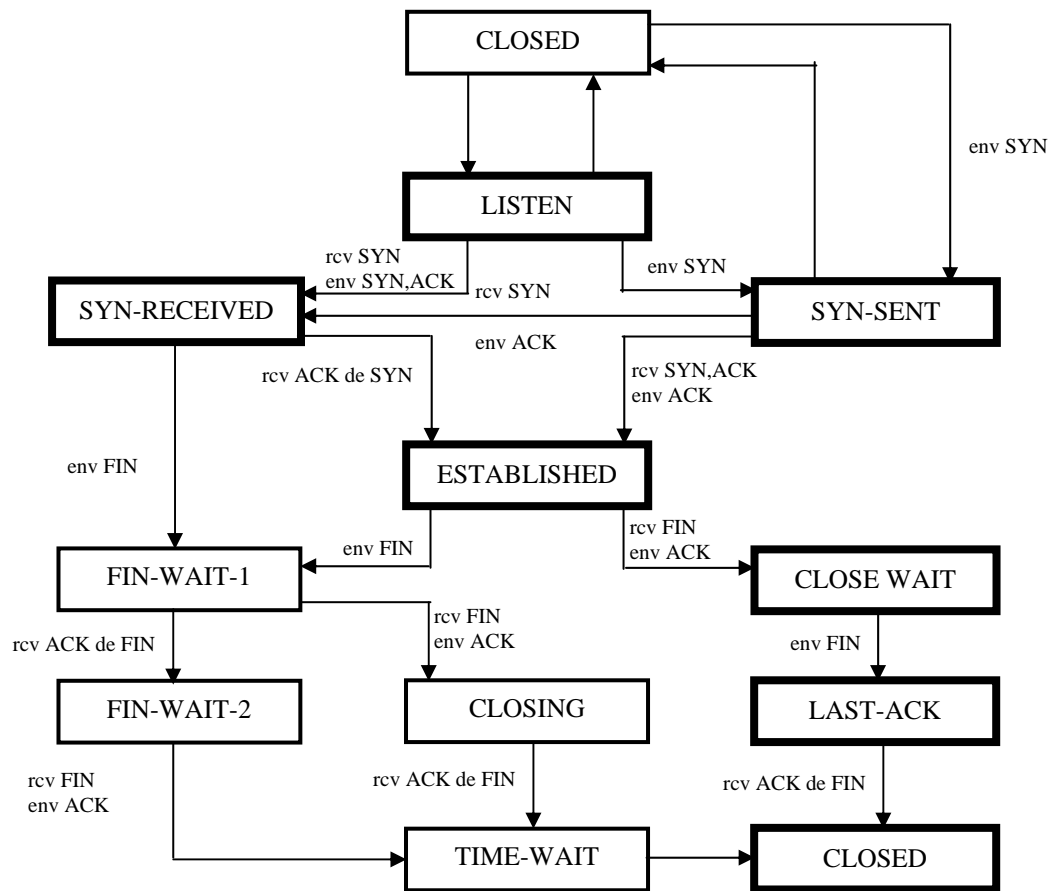 CLOSED
env SYN
LISTEN
rcv SYN
env SYN,ACK
env SYN
rcv SYN
SYN-RECEIVED
SYN-SENT
env ACK
rcv ACK de SYN
rcv SYN,ACK
env ACK
env FIN
ESTABLISHED
env FIN
rcv FIN
env ACK
FIN-WAIT-1
CLOSE WAIT
rcv ACK de FIN
rcv FIN
env ACK
env FIN
FIN-WAIT-2
CLOSING
LAST-ACK
rcv FIN
env ACK
rcv ACK de FIN
rcv ACK de FIN
TIME-WAIT
CLOSED